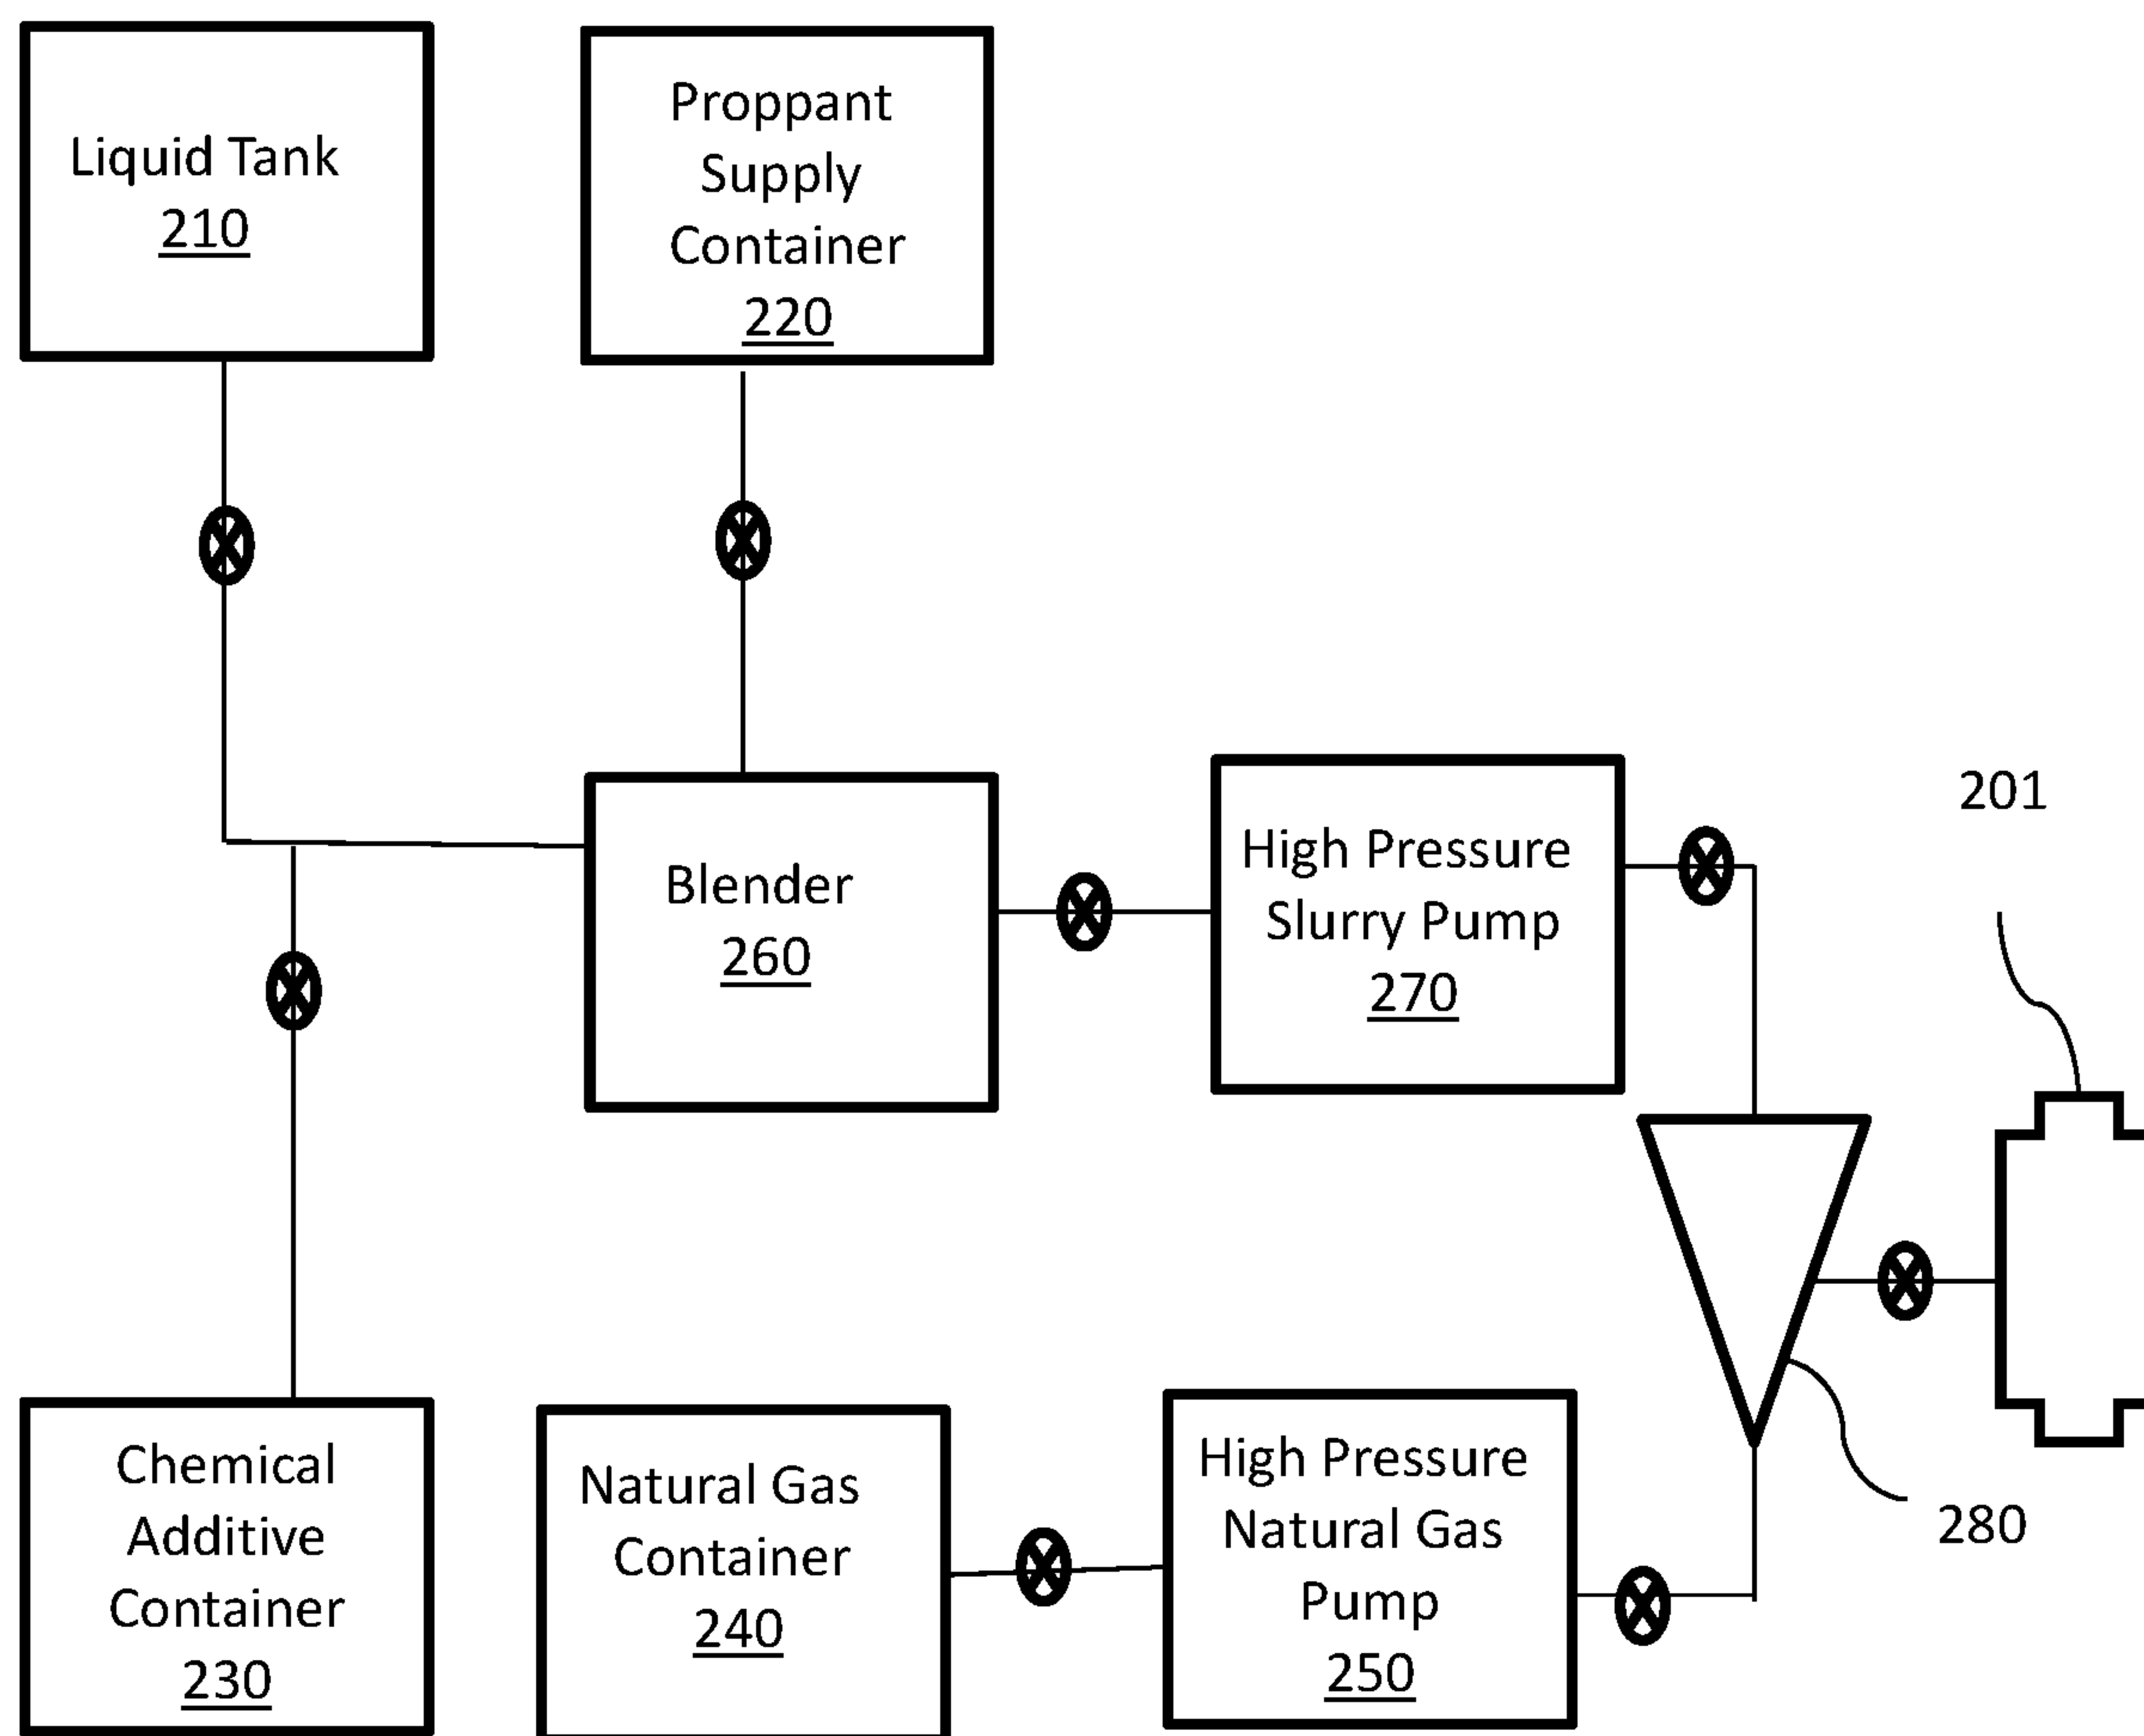 Liquid Tank
210
Proppant
Supply
Container
220
Blender
260
High Pressure
Slurry Pump
270
201
Chemical
Additive
Container
230
Natural Gas
Container
240
High Pressure
Natural Gas
Pump
250
280